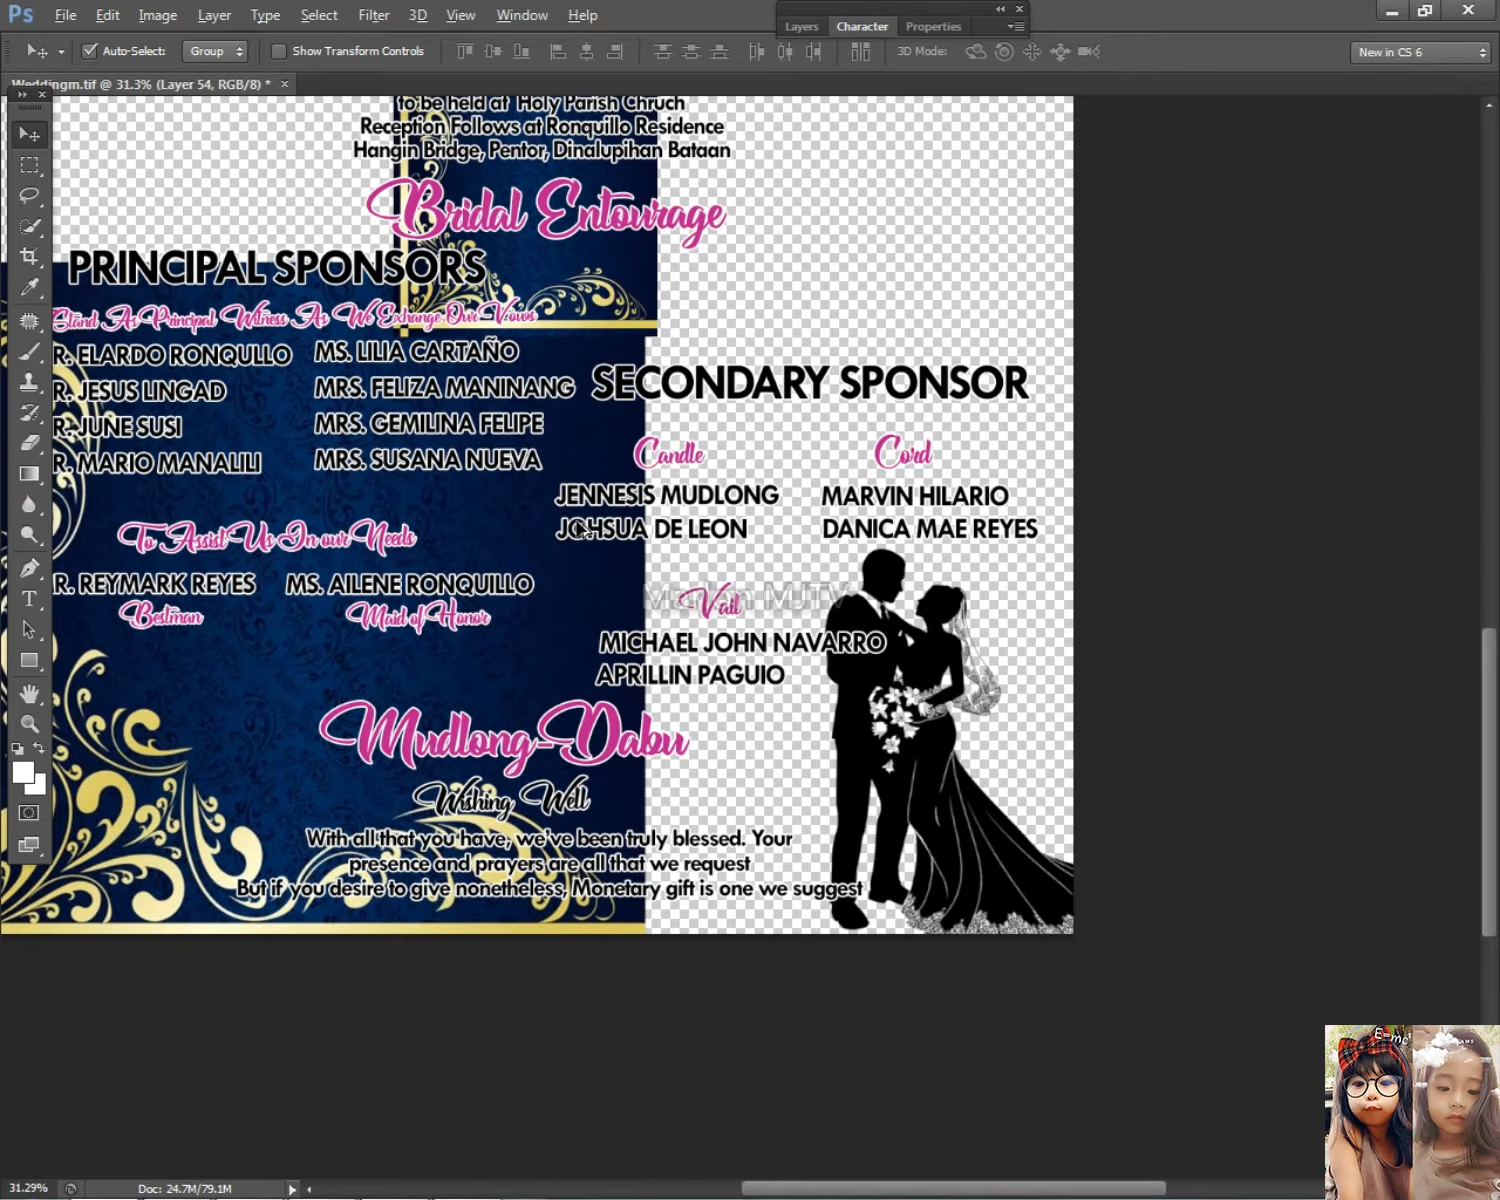 Ps File Edit Image Layer Type Select Filter 3D View Window Help
Layers Character Properties
Auto-Select: Group Show Transform Controls 3D Mode: New in CS 6
Weddingm.tif @ 31.3% (Layer 54, RGB/8) *
to be held at Holy Parish Chruch
Reception Follows at Ronquillo Residence
Hangin Bridge, Pentor, Dinalupihan Bataan
Bridal Entourage
PRINCIPAL SPONSORS
Stand As Principal Witness As We Exchange Our Vows
R. ELARDO RONQULLO MS. LILIA CARTAÑO
R. JESUS LINGAD MRS. FELIZA MANINANG
R. JUNE SUSI MRS. GEMILINA FELIPE
R. MARIO MANALILI MRS. SUSANA NUEVA
SECONDARY SPONSOR
Candle Cord
JENNESIS MUDLONG MARVIN HILARIO
JOHSUA DE LEON DANICA MAE REYES
To Assist Us In our Needs
R. REYMARK REYES MS. AILENE RONQUILLO
Bestman Maid of Honor
Vail
MJTV
MICHAEL JOHN NAVARRO
APRILLIN PAGUIO
Mudlong-Dabu
Wishing Well
With all that you have, we've been truly blessed. Your
presence and prayers are all that we request
But if you desire to give nonetheless, Monetary gift is one we suggest
E=mc²
31.29% Doc: 24.7M/79.1M